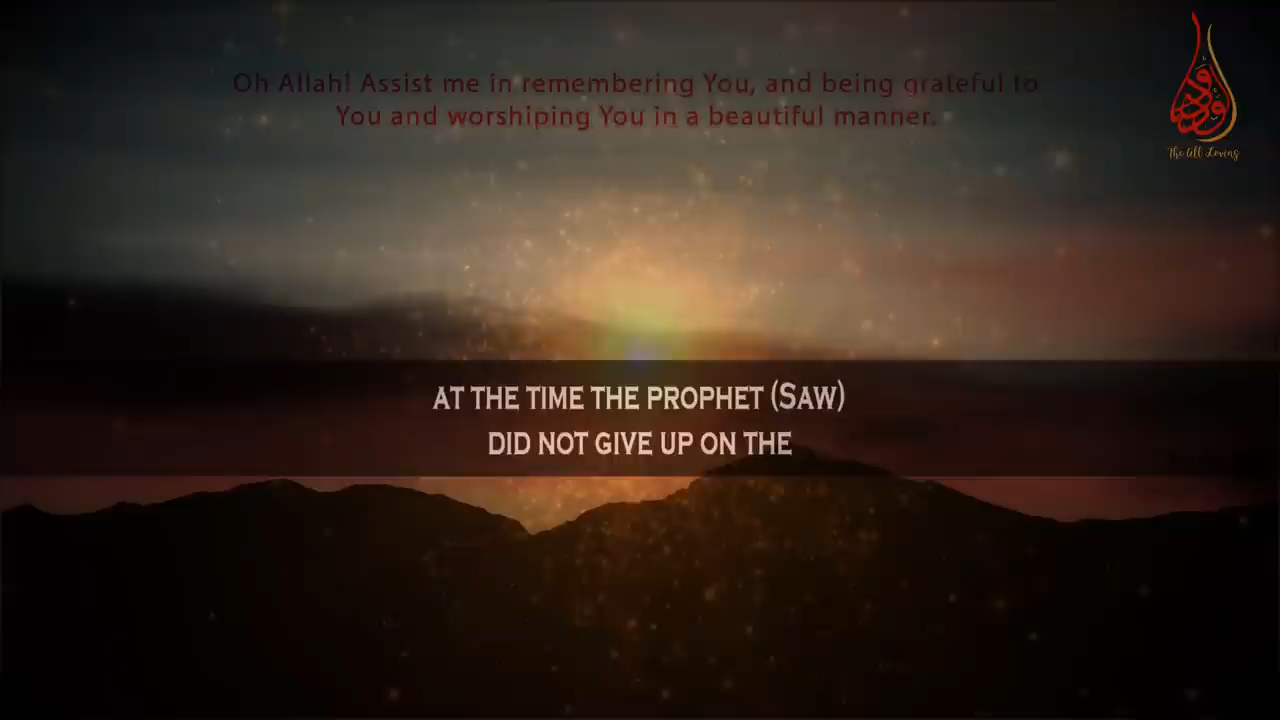 Oh Allah! Assist me in remembering You, and being grateful to
You and worshiping You in a beautiful manner.
الودود
The All Loving
AT THE TIME THE PROPHET (SAW)
DID NOT GIVE UP ON THE